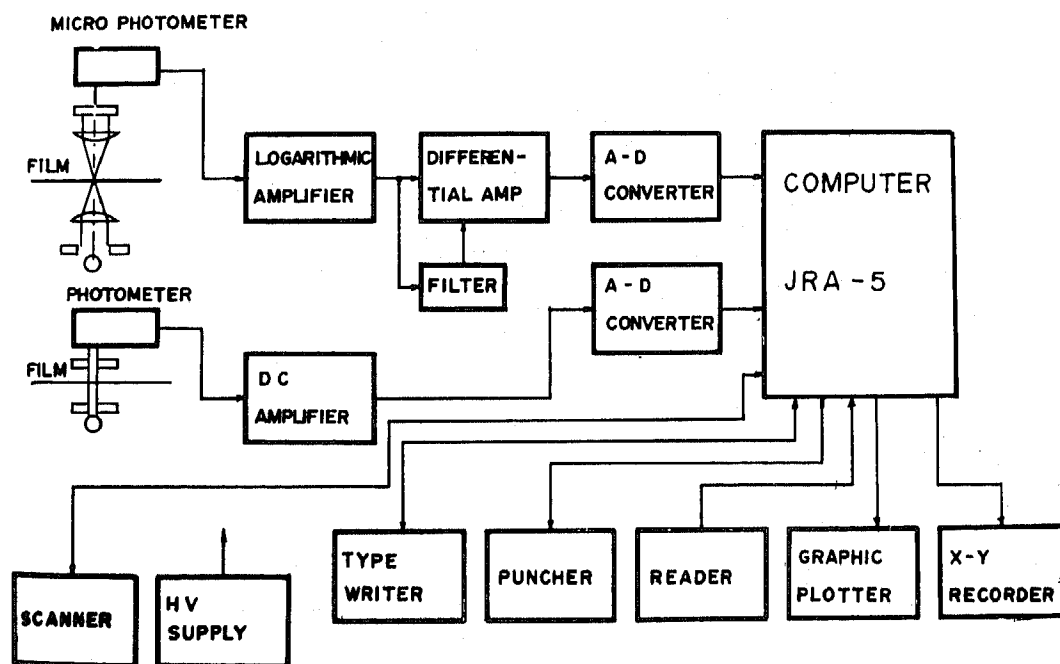 MICRO PHOTOMETER
FILM
LOGARITHMIC
AMPLIFIER
DIFFEREN-
TIAL AMP
A-D
CONVERTER
COMPUTER
JRA-5
FILTER
PHOTOMETER
FILM
DC
AMPLIFIER
A-D
CONVERTER
SCANNER
HV
SUPPLY
TYPE
WRITER
PUNCHER
READER
GRAPHIC
PLOTTER
X-Y
RECORDER